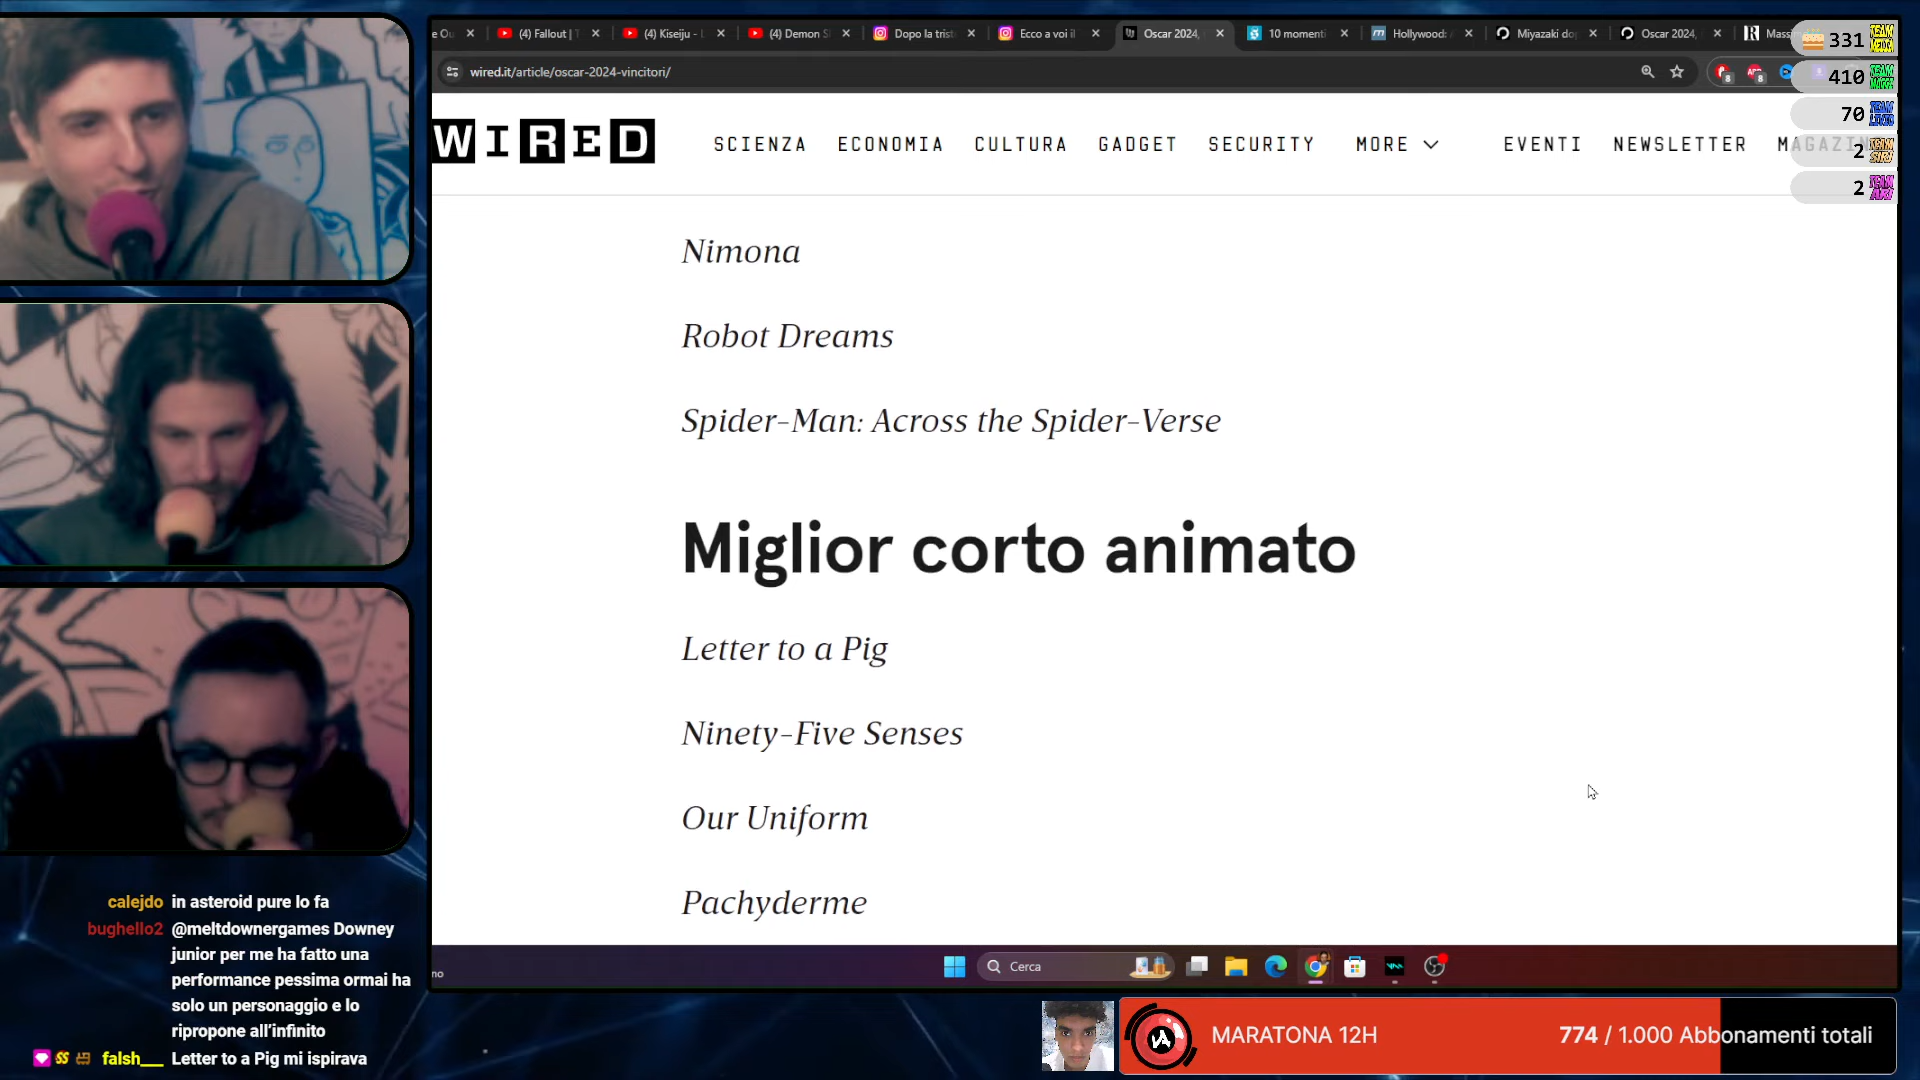 e Ou
(4) Fallout | T
(4) Kiseiju - L
(4) Demon S
Dopo la trist
Ecco a voi il
Oscar 2024,
10 momenti
Hollywood:
Miyazaki do
Oscar 2024,
Mass
wired.it/article/oscar-2024-vincitori/
331
410
70
2
2
WIRED
SCIENZA ECONOMIA CULTURA GADGET SECURITY MORE EVENTI NEWSLETTER MAGAZIN
Nimona
Robot Dreams
Spider-Man: Across the Spider-Verse
Miglior corto animato
Letter to a Pig
Ninety-Five Senses
Our Uniform
Pachyderme
no
Cerca
calejdo in asteroid pure lo fa
bughello2 @meltdownergames Downey
junior per me ha fatto una
performance pessima ormai ha
solo un personaggio e lo
ripropone all'infinito
falsh__ Letter to a Pig mi ispirava
MARATONA 12H
774 / 1.000 Abbonamenti totali